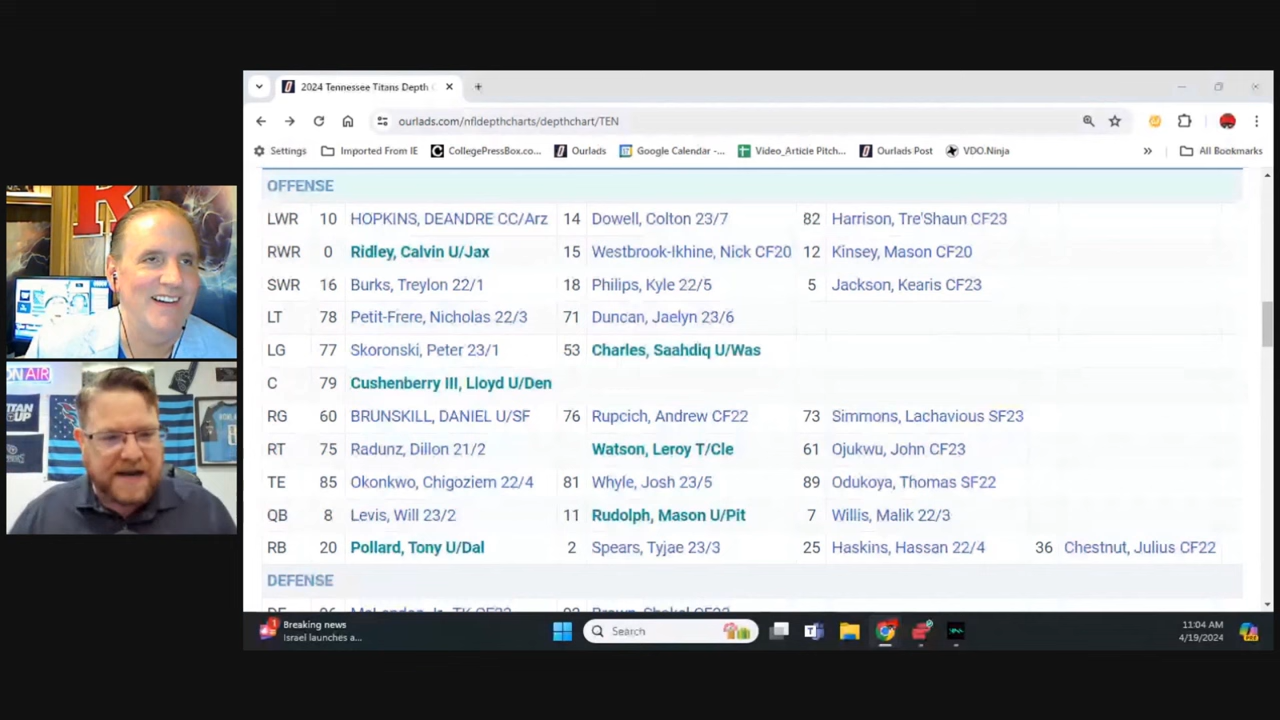 2024 Tennessee Titans Depth
ourlads.com/nfldepthcharts/depthchart/TEN
Settings Imported From IE CollegePressBox.co... Ourlads Google Calendar -... Video_Article Pitch... Ourlads Post VDO.Ninja » All Bookmarks
OFFENSE
LWR 10 HOPKINS, DEANDRE CC/Arz 14 Dowell, Colton 23/7 82 Harrison, Tre'Shaun CF23
RWR 0 Ridley, Calvin U/Jax 15 Westbrook-Ikhine, Nick CF20 12 Kinsey, Mason CF20
SWR 16 Burks, Treylon 22/1 18 Philips, Kyle 22/5 5 Jackson, Kearis CF23
LT 78 Petit-Frere, Nicholas 22/3 71 Duncan, Jaelyn 23/6
LG 77 Skoronski, Peter 23/1 53 Charles, Saahdiq U/Was
C 79 Cushenberry III, Lloyd U/Den
RG 60 BRUNSKILL, DANIEL U/SF 76 Rupcich, Andrew CF22 73 Simmons, Lachavious SF23
RT 75 Radunz, Dillon 21/2 Watson, Leroy T/Cle 61 Ojukwu, John CF23
TE 85 Okonkwo, Chigoziem 22/4 81 Whyle, Josh 23/5 89 Odukoya, Thomas SF22
QB 8 Levis, Will 23/2 11 Rudolph, Mason U/Pit 7 Willis, Malik 22/3
RB 20 Pollard, Tony U/Dal 2 Spears, Tyjae 23/3 25 Haskins, Hassan 22/4 36 Chestnut, Julius CF22
DEFENSE
R
ON AIR
TITAN
UP
1 Breaking news
Israel launches a...
Search
11:04 AM
4/19/2024